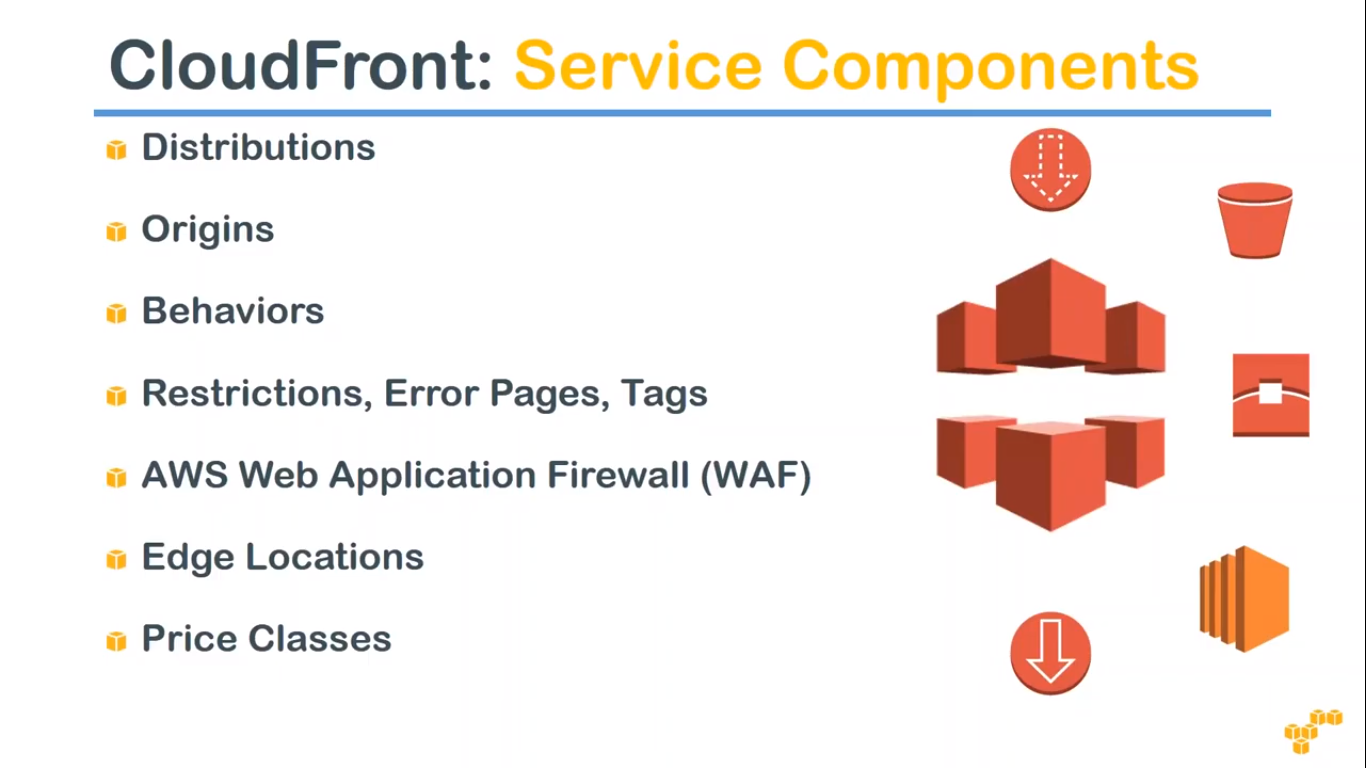 CloudFront: Service Components
Distributions
Origins
Behaviors
Restrictions, Error Pages, Tags
AWS Web Application Firewall (WAF)
Edge Locations
Price Classes